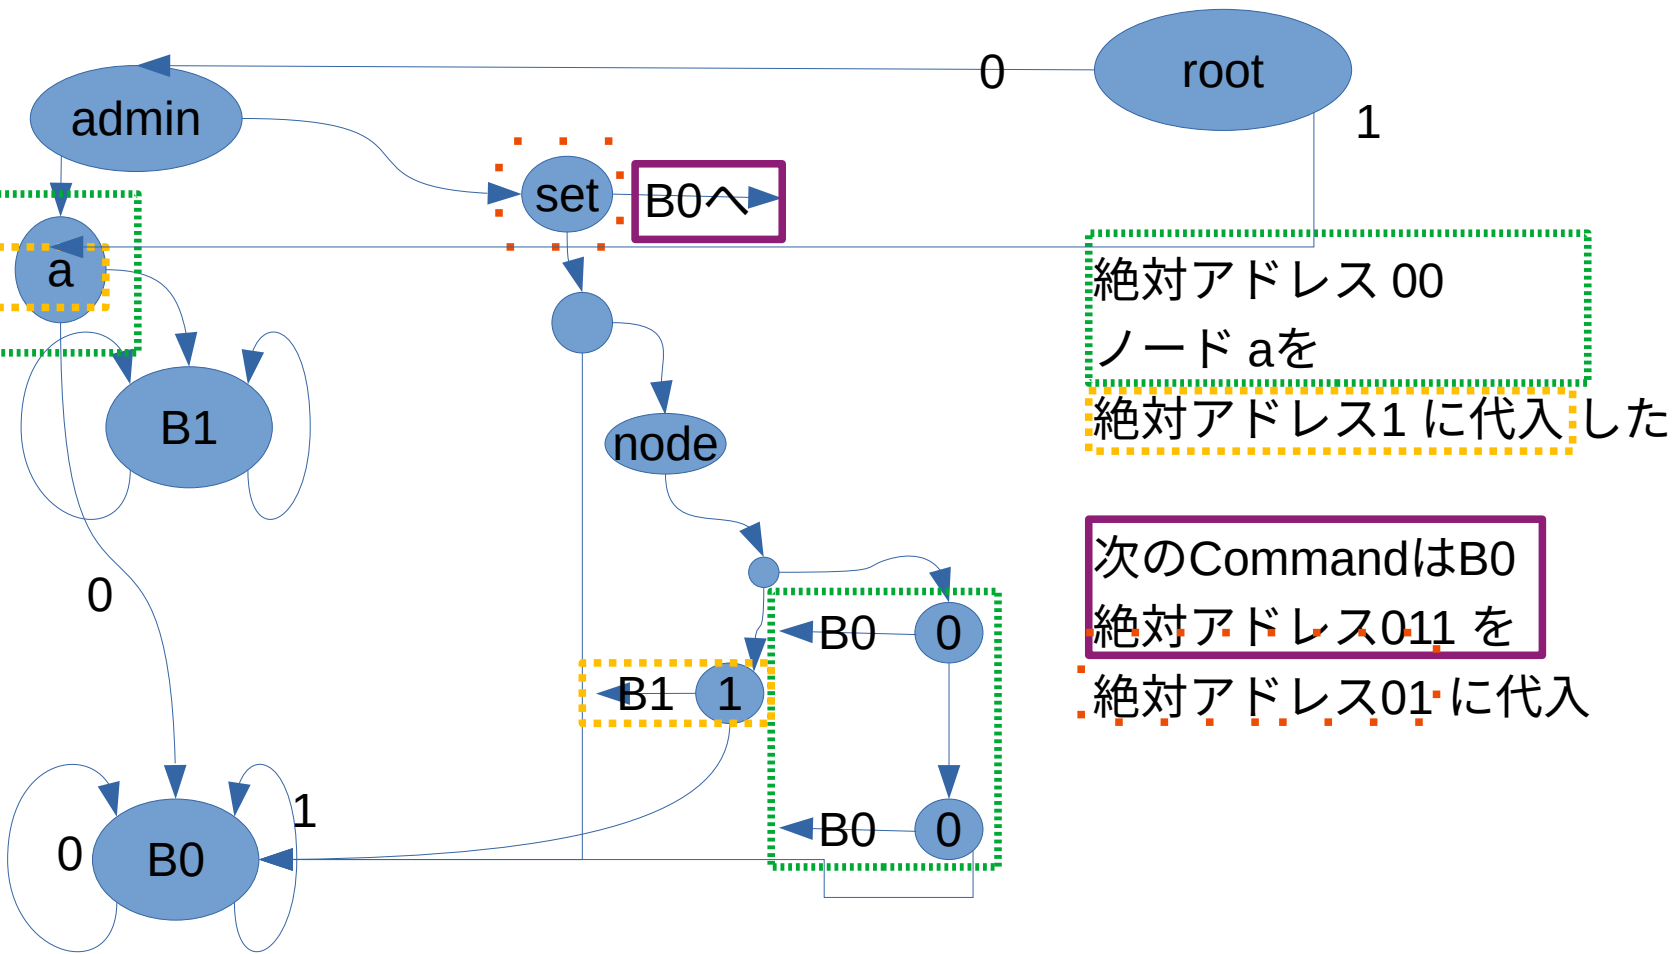 root
0
1
admin
set
B0へ
a
絶対アドレス 00
ノード aを
絶対アドレス1 に代入した
B1
node
次のCommandはB0
絶対アドレス011 を
絶対アドレス01 に代入
0
B0
0
B1
1
B0
0
1
0
B0